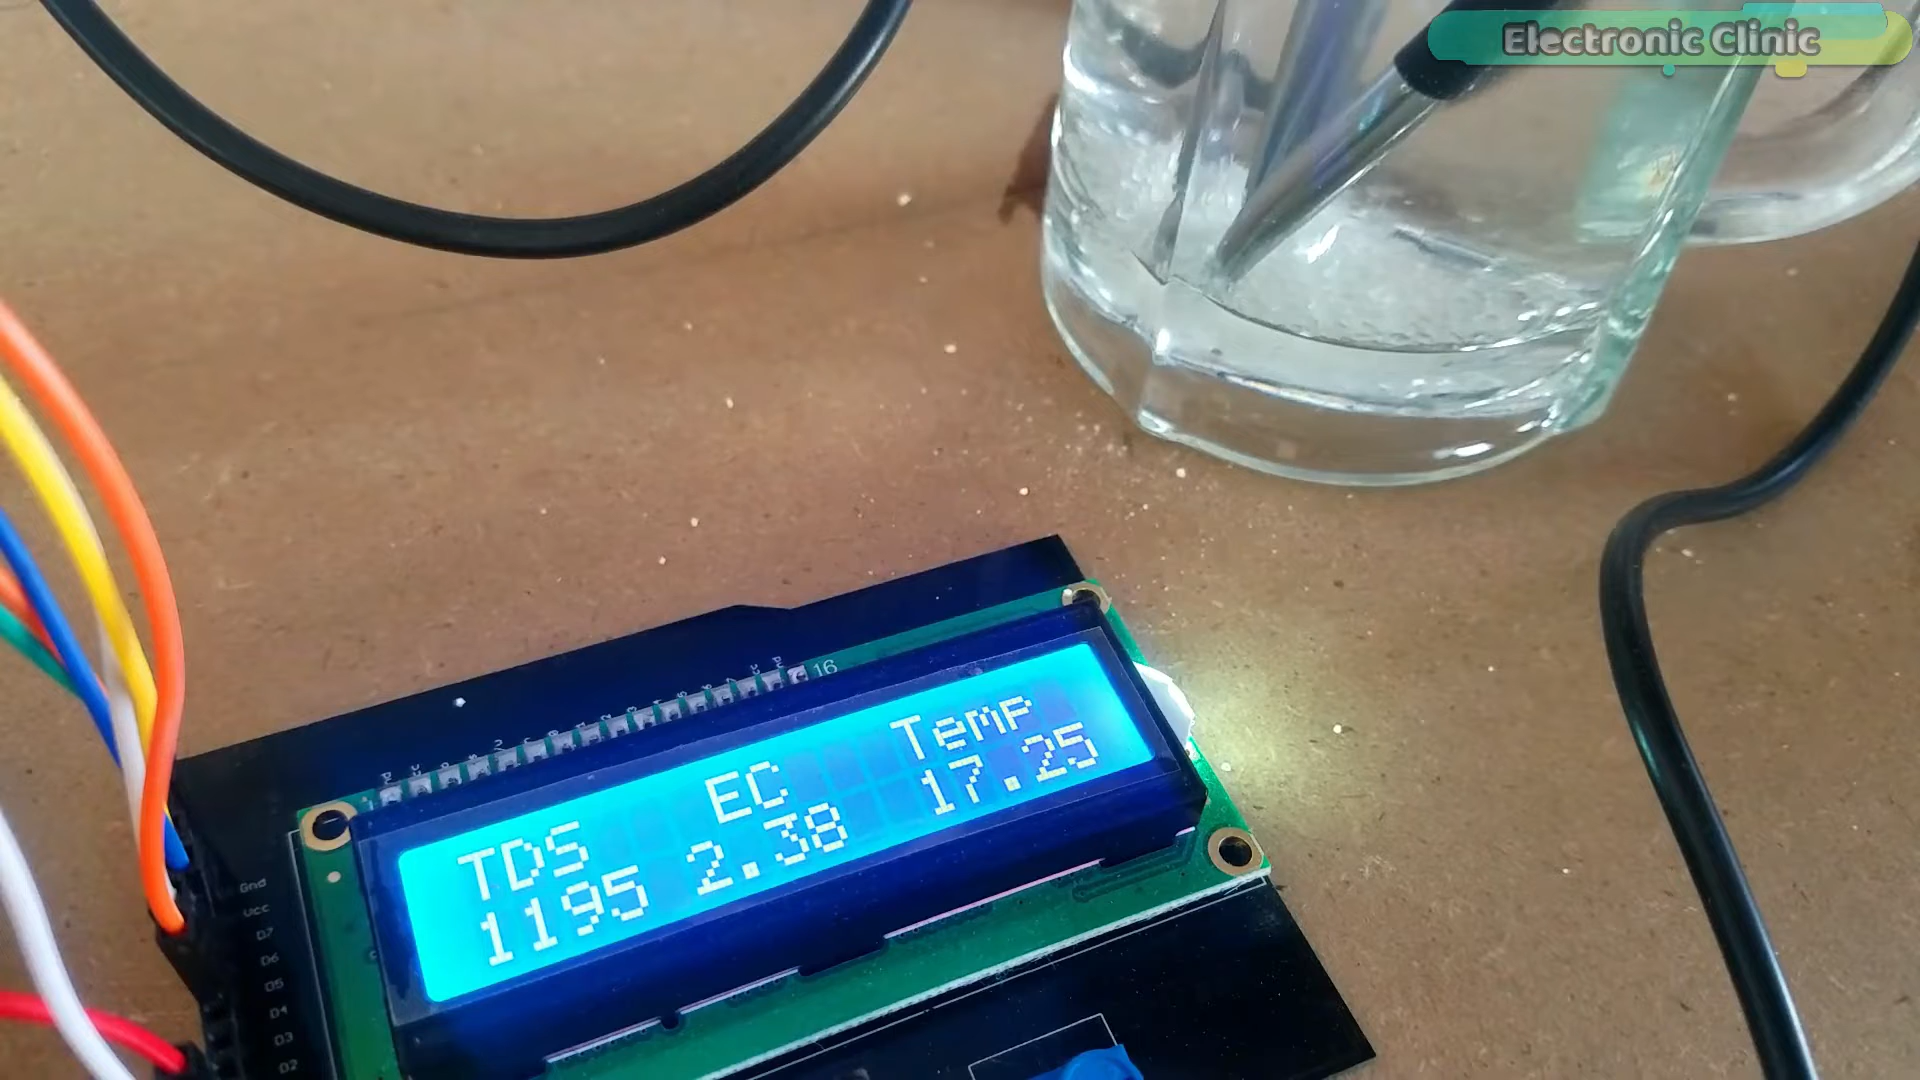 Electronic Clinic
16
TDS EC Temp
1195 2.38 17.25
Gnd
Vcc
D7
D6
D5
D4
D3
D2